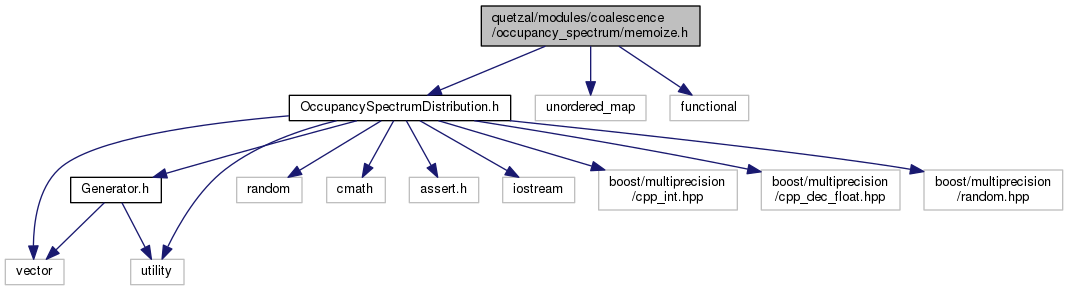 quetzal/modules/coalescence
/occupancy_spectrum/memoize.h
OccupancySpectrumDistribution.h
unordered_map
functional
Generator.h
random
cmath
assert.h
iostream
boost/multiprecision
/cpp_int.hpp
boost/multiprecision
/cpp_dec_float.hpp
boost/multiprecision
/random.hpp
vector
utility